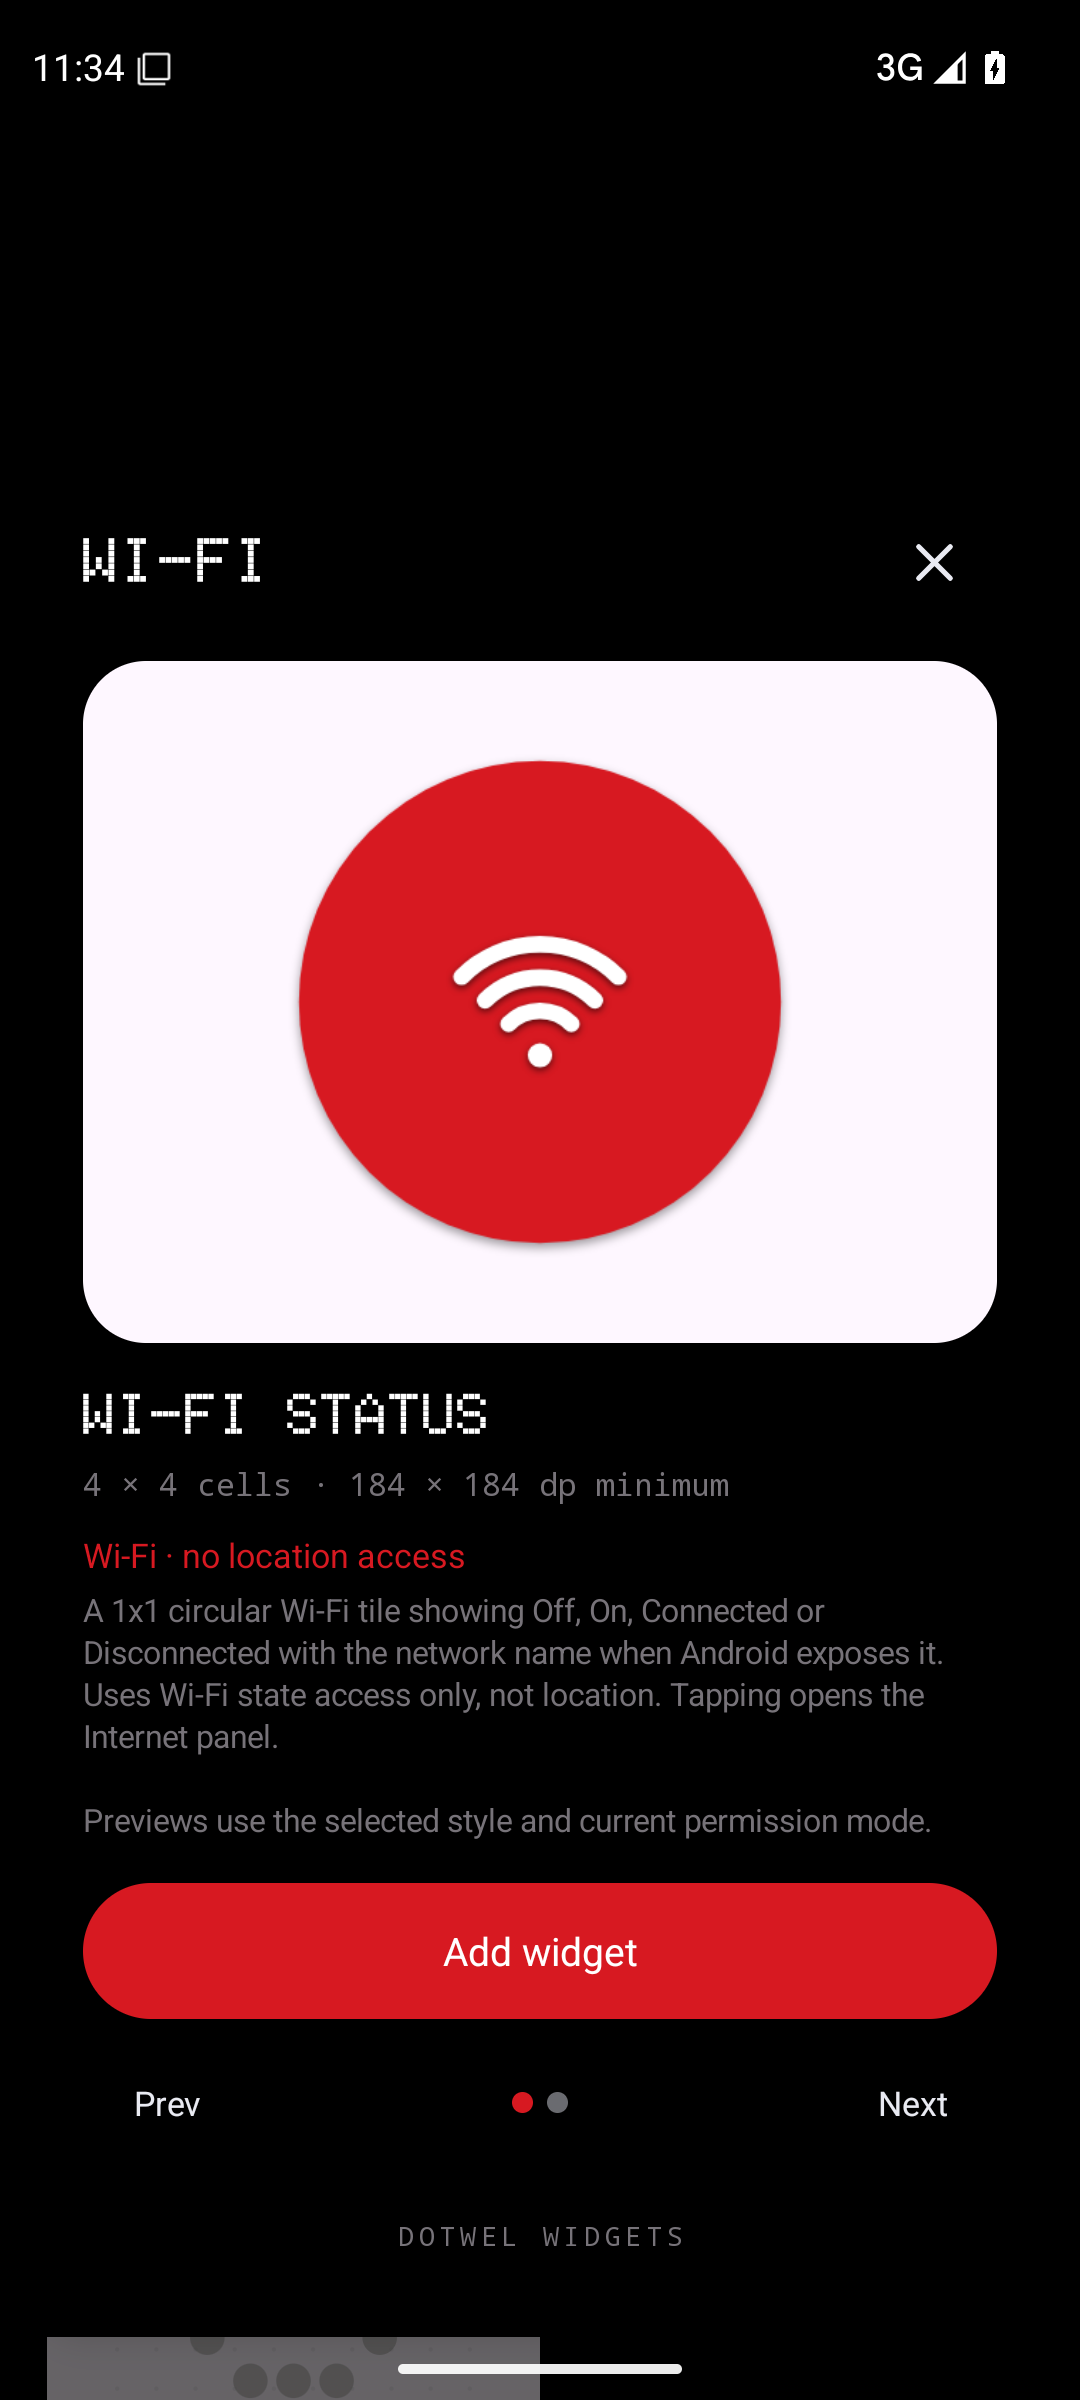 11:34
3G
WI-FI
WI-FI STATUS
4 × 4 cells · 184 × 184 dp minimum
Wi-Fi · no location access
A 1x1 circular Wi-Fi tile showing Off, On, Connected or
Disconnected with the network name when Android exposes it.
Uses Wi-Fi state access only, not location. Tapping opens the
Internet panel.
Previews use the selected style and current permission mode.
Add widget
Prev
Next
DOTWEL WIDGETS